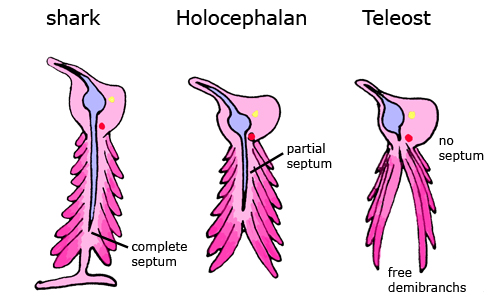 shark
Holocephalan
Teleost
partial
septum
no
septum
complete
septum
free
demibranchs